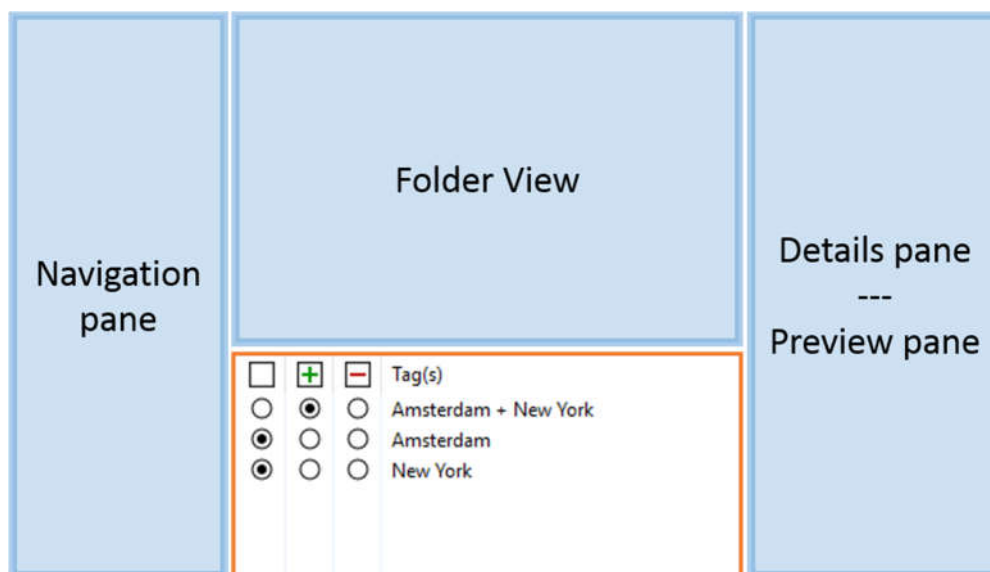 Navigation
pane
Folder View
Tag(s)
Amsterdam + New York
Amsterdam
New York
Details pane
---
Preview pane